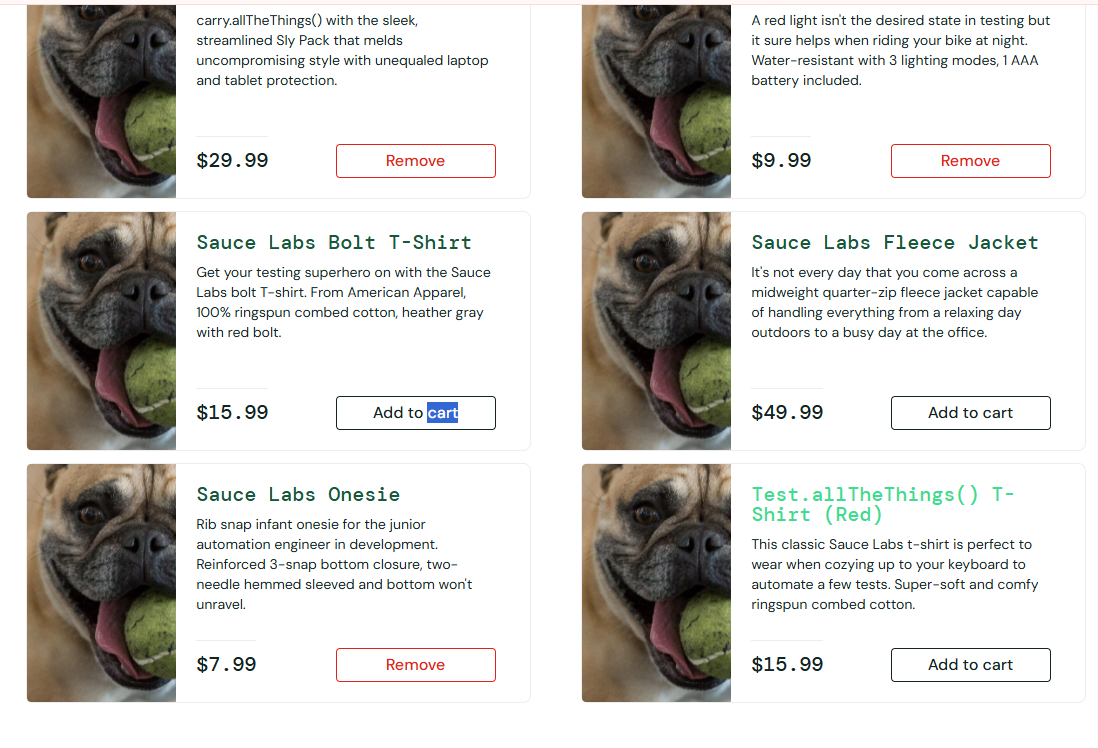 carry.allTheThings() with the sleek,
streamlined Sly Pack that melds
uncompromising style with unequaled laptop
and tablet protection.
$29.99
Remove
A red light isn't the desired state in testing but
it sure helps when riding your bike at night.
Water-resistant with 3 lighting modes, 1 AAA
battery included.
$9.99
Remove
Sauce Labs Bolt T-Shirt
Get your testing superhero on with the Sauce
Labs bolt T-shirt. From American Apparel,
100% ringspun combed cotton, heather gray
with red bolt.
$15.99
Add to cart
Sauce Labs Fleece Jacket
It's not every day that you come across a
midweight quarter-zip fleece jacket capable
of handling everything from a relaxing day
outdoors to a busy day at the office.
$49.99
Add to cart
Sauce Labs Onesie
Rib snap infant onesie for the junior
automation engineer in development.
Reinforced 3-snap bottom closure, two-
needle hemmed sleeved and bottom won't
unravel.
$7.99
Remove
Test.allTheThings() T-
Shirt (Red)
This classic Sauce Labs t-shirt is perfect to
wear when cozying up to your keyboard to
automate a few tests. Super-soft and comfy
ringspun combed cotton.
$15.99
Add to cart